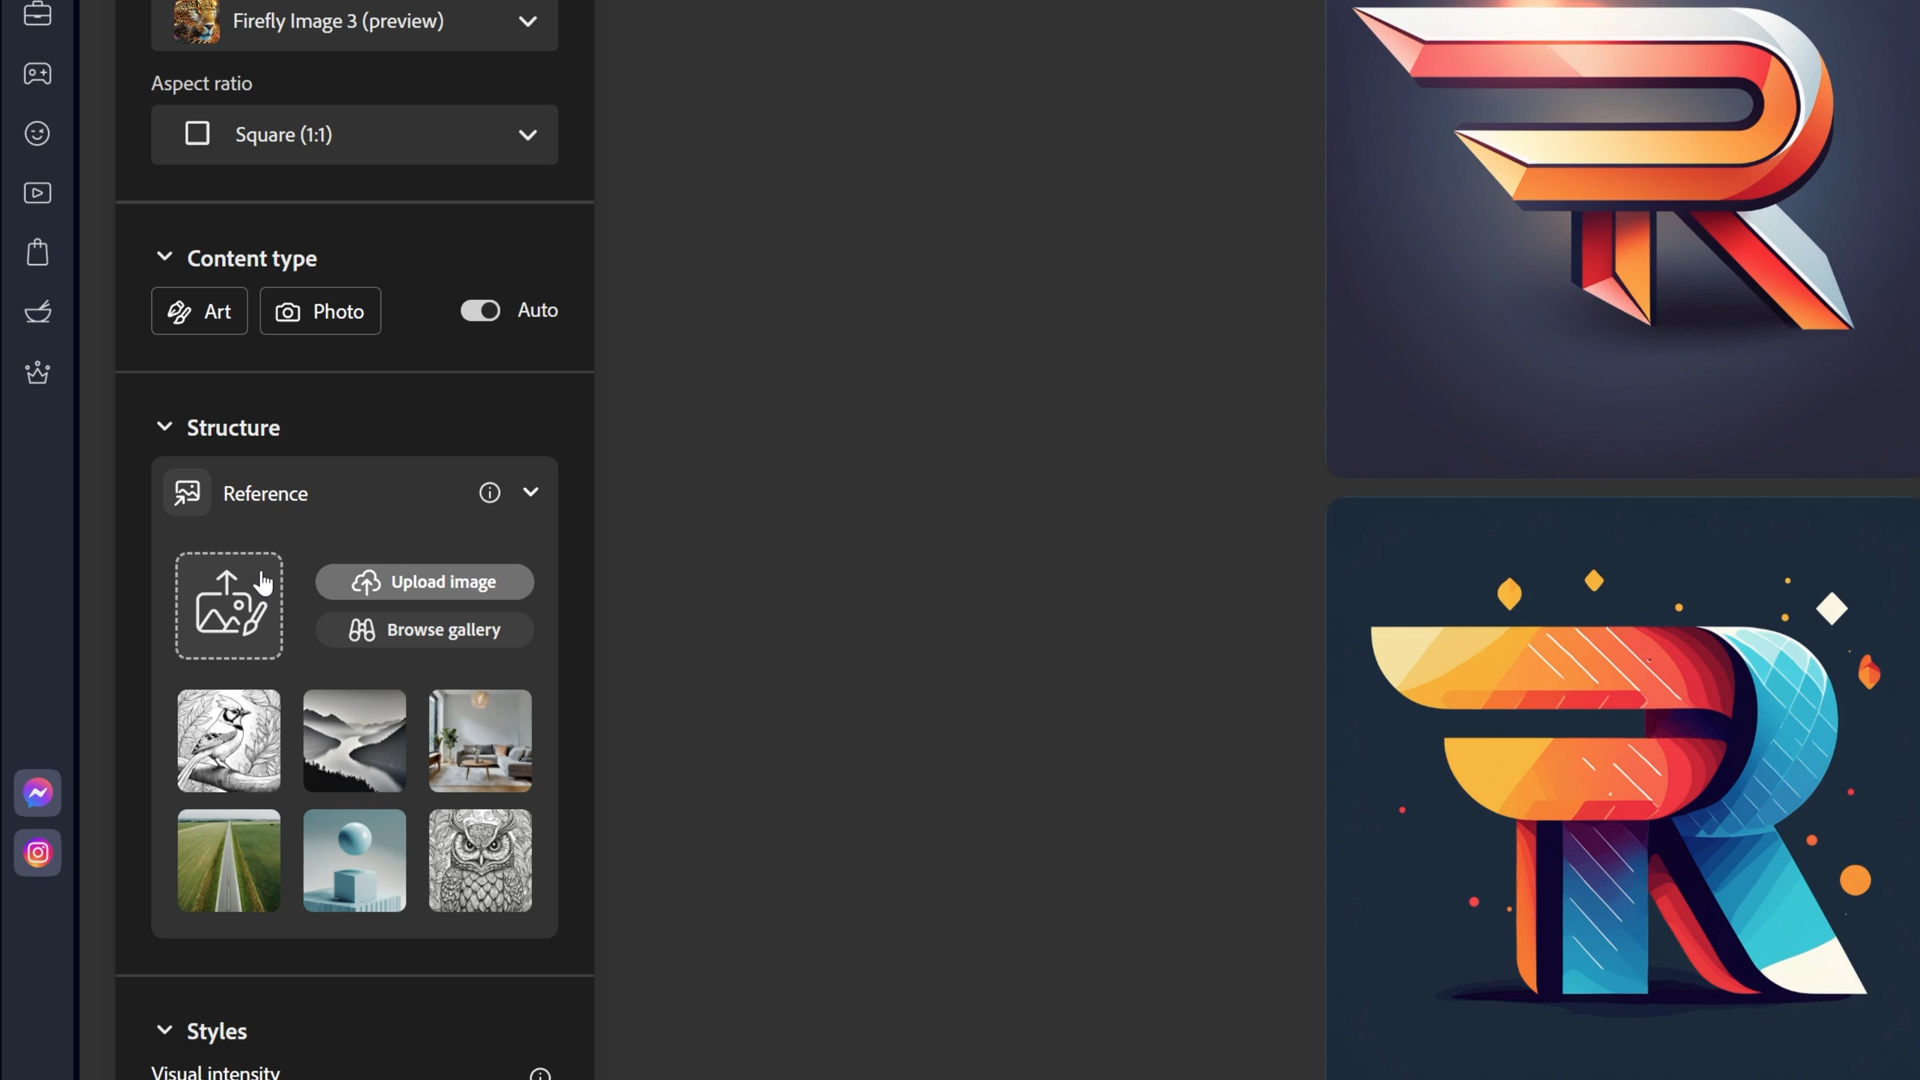 Firefly Image 3 (preview)
Aspect ratio
Square (1:1)
Content type
Art
Photo
Auto
Structure
Reference
Upload image
Browse gallery
Styles
Visual intensity
R
R